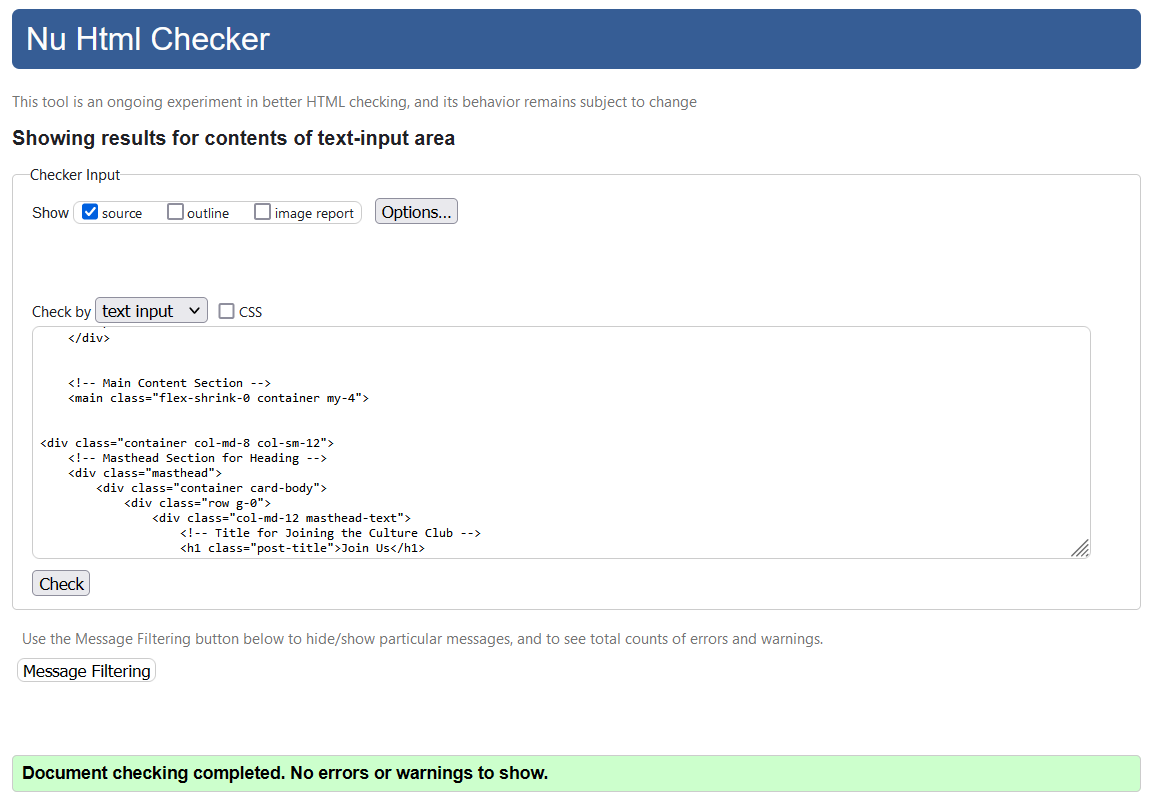 Nu Html Checker
This tool is an ongoing experiment in better HTML checking, and its behavior remains subject to change
Showing results for contents of text-input area
Checker Input
Show source outline image report Options...
Check by text input CSS
</div>
<!-- Main Content Section -->
<main class="flex-shrink-0 container my-4">
<div class="container col-md-8 col-sm-12">
<!-- Masthead Section for Heading -->
<div class="masthead">
<div class="container card-body">
<div class="row g-0">
<div class="col-md-12 masthead-text">
<!-- Title for Joining the Culture Club -->
<h1 class="post-title">Join Us</h1>
Check
Use the Message Filtering button below to hide/show particular messages, and to see total counts of errors and warnings.
Message Filtering
Document checking completed. No errors or warnings to show.